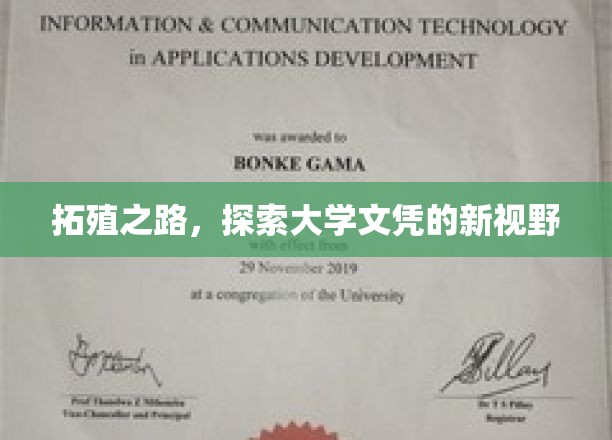 INFORMATION & COMMUNICATION TECHNOLOGY
in APPLICATIONS DEVELOPMENT
was awarded to
BONKE GAMA
拓殖之路，探索大学文凭的新视野
with effect from
29 November 2019
at a congregation of the University
Vice-Chancellor and Principal
Registrar